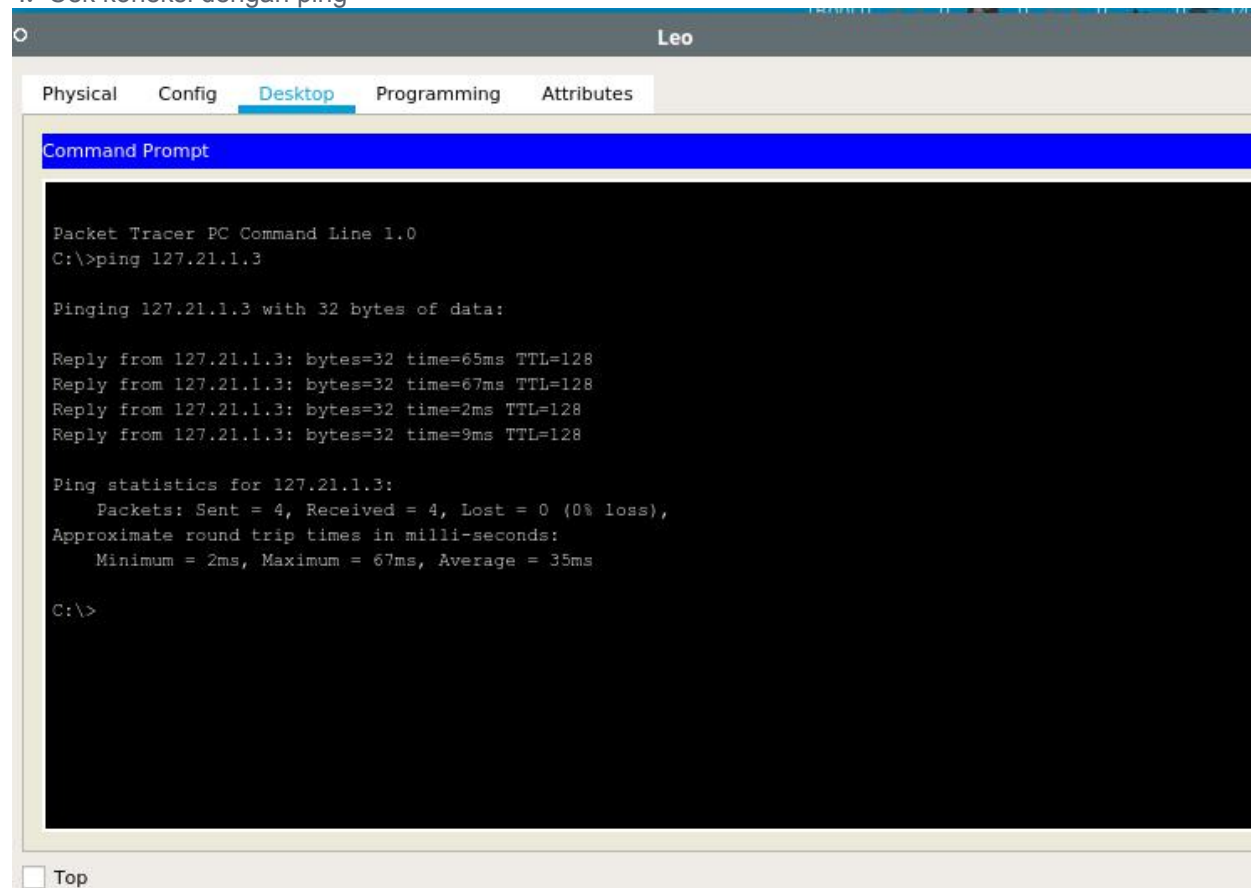 Cek koneksi dengan ping
Leo
Physical Config Desktop Programming Attributes
Command Prompt
Packet Tracer PC Command Line 1.0
C:\>ping 127.21.1.3
Pinging 127.21.1.3 with 32 bytes of data:
Reply from 127.21.1.3: bytes=32 time=65ms TTL=128
Reply from 127.21.1.3: bytes=32 time=67ms TTL=128
Reply from 127.21.1.3: bytes=32 time=2ms TTL=128
Reply from 127.21.1.3: bytes=32 time=9ms TTL=128
Ping statistics for 127.21.1.3:
Packets: Sent = 4, Received = 4, Lost = 0 (0% loss),
Approximate round trip times in milli-seconds:
Minimum = 2ms, Maximum = 67ms, Average = 35ms
C:\>
Top